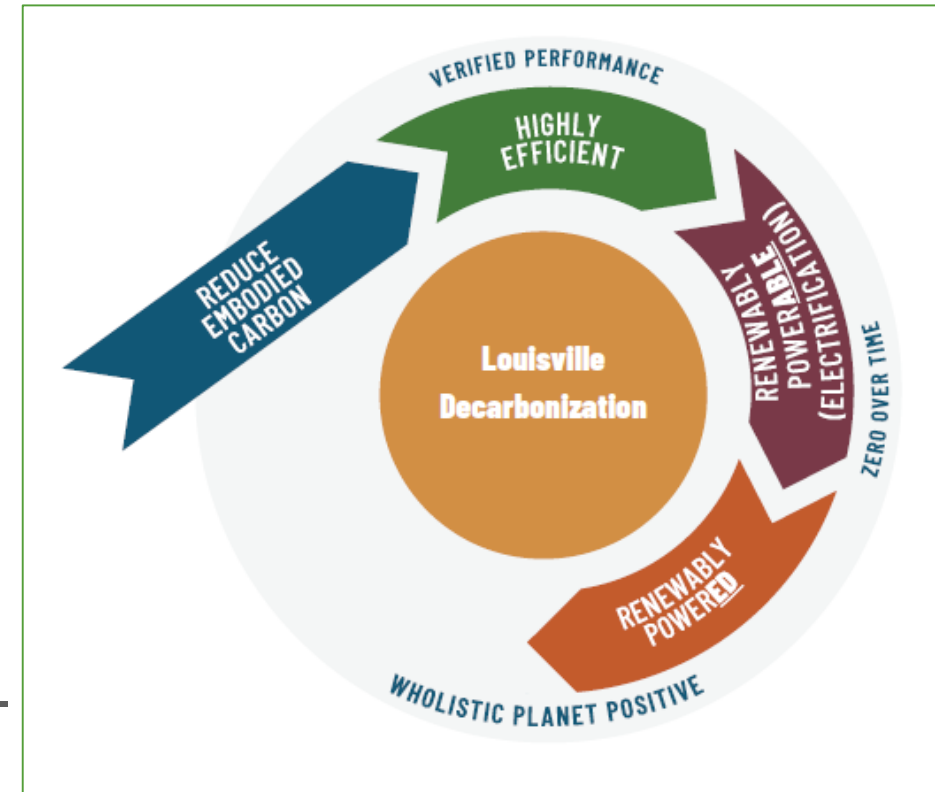 VERIFIED PERFORMANCE
HIGHLY
EFFICIENT
REDUCE
EMBODIED
CARBON
RENEWABLY
POWERABLE
(ELECTRIFICATION)
ZERO OVER TIME
Louisville
Decarbonization
RENEWABLY
POWERED
WHOLISTIC PLANET POSITIVE